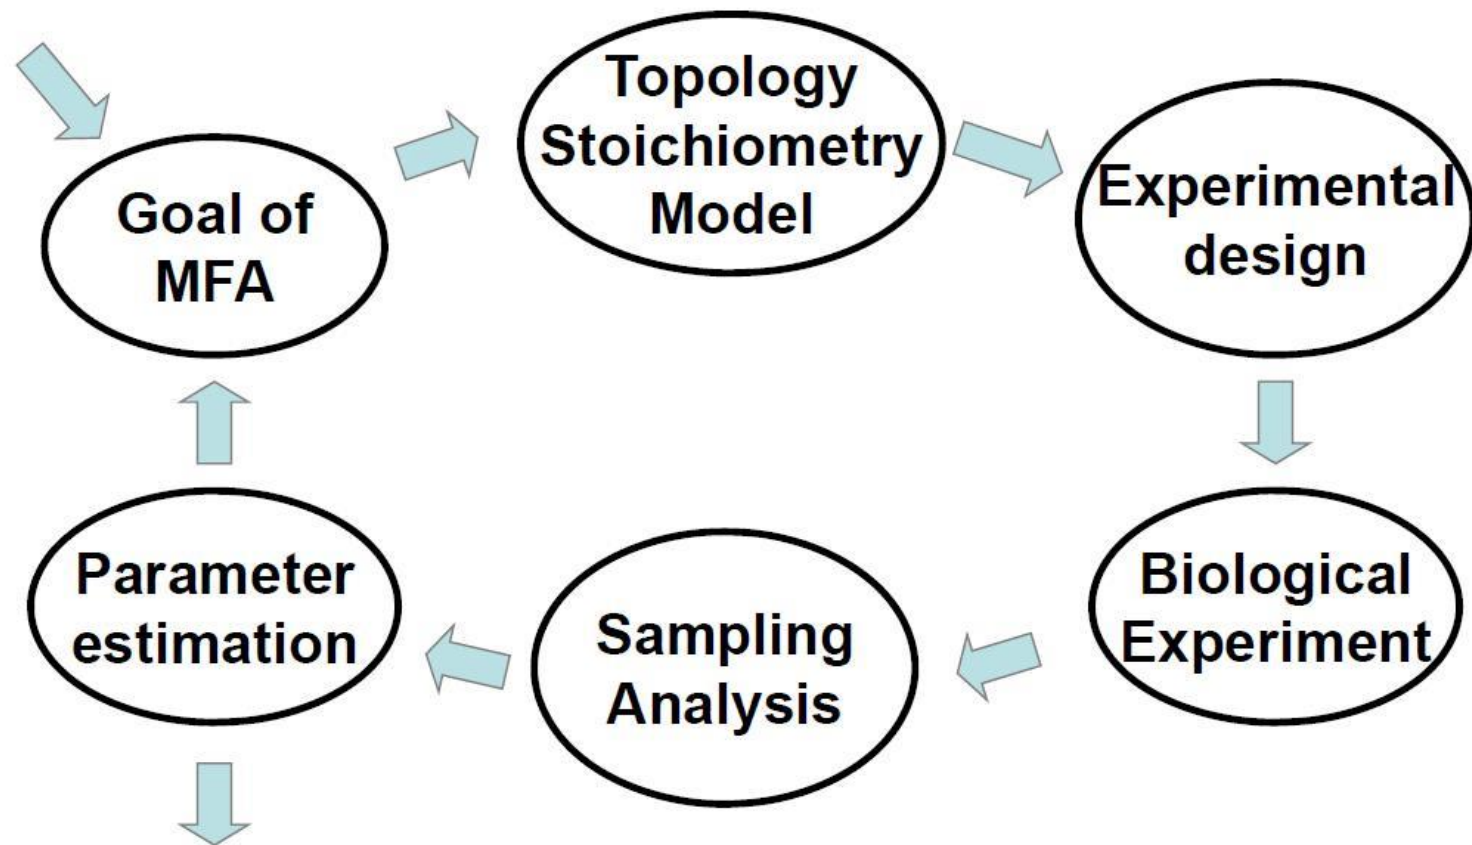 Goal of
MFA
Topology
Stoichiometry
Model
Experimental
design
Biological
Experiment
Sampling
Analysis
Parameter
estimation